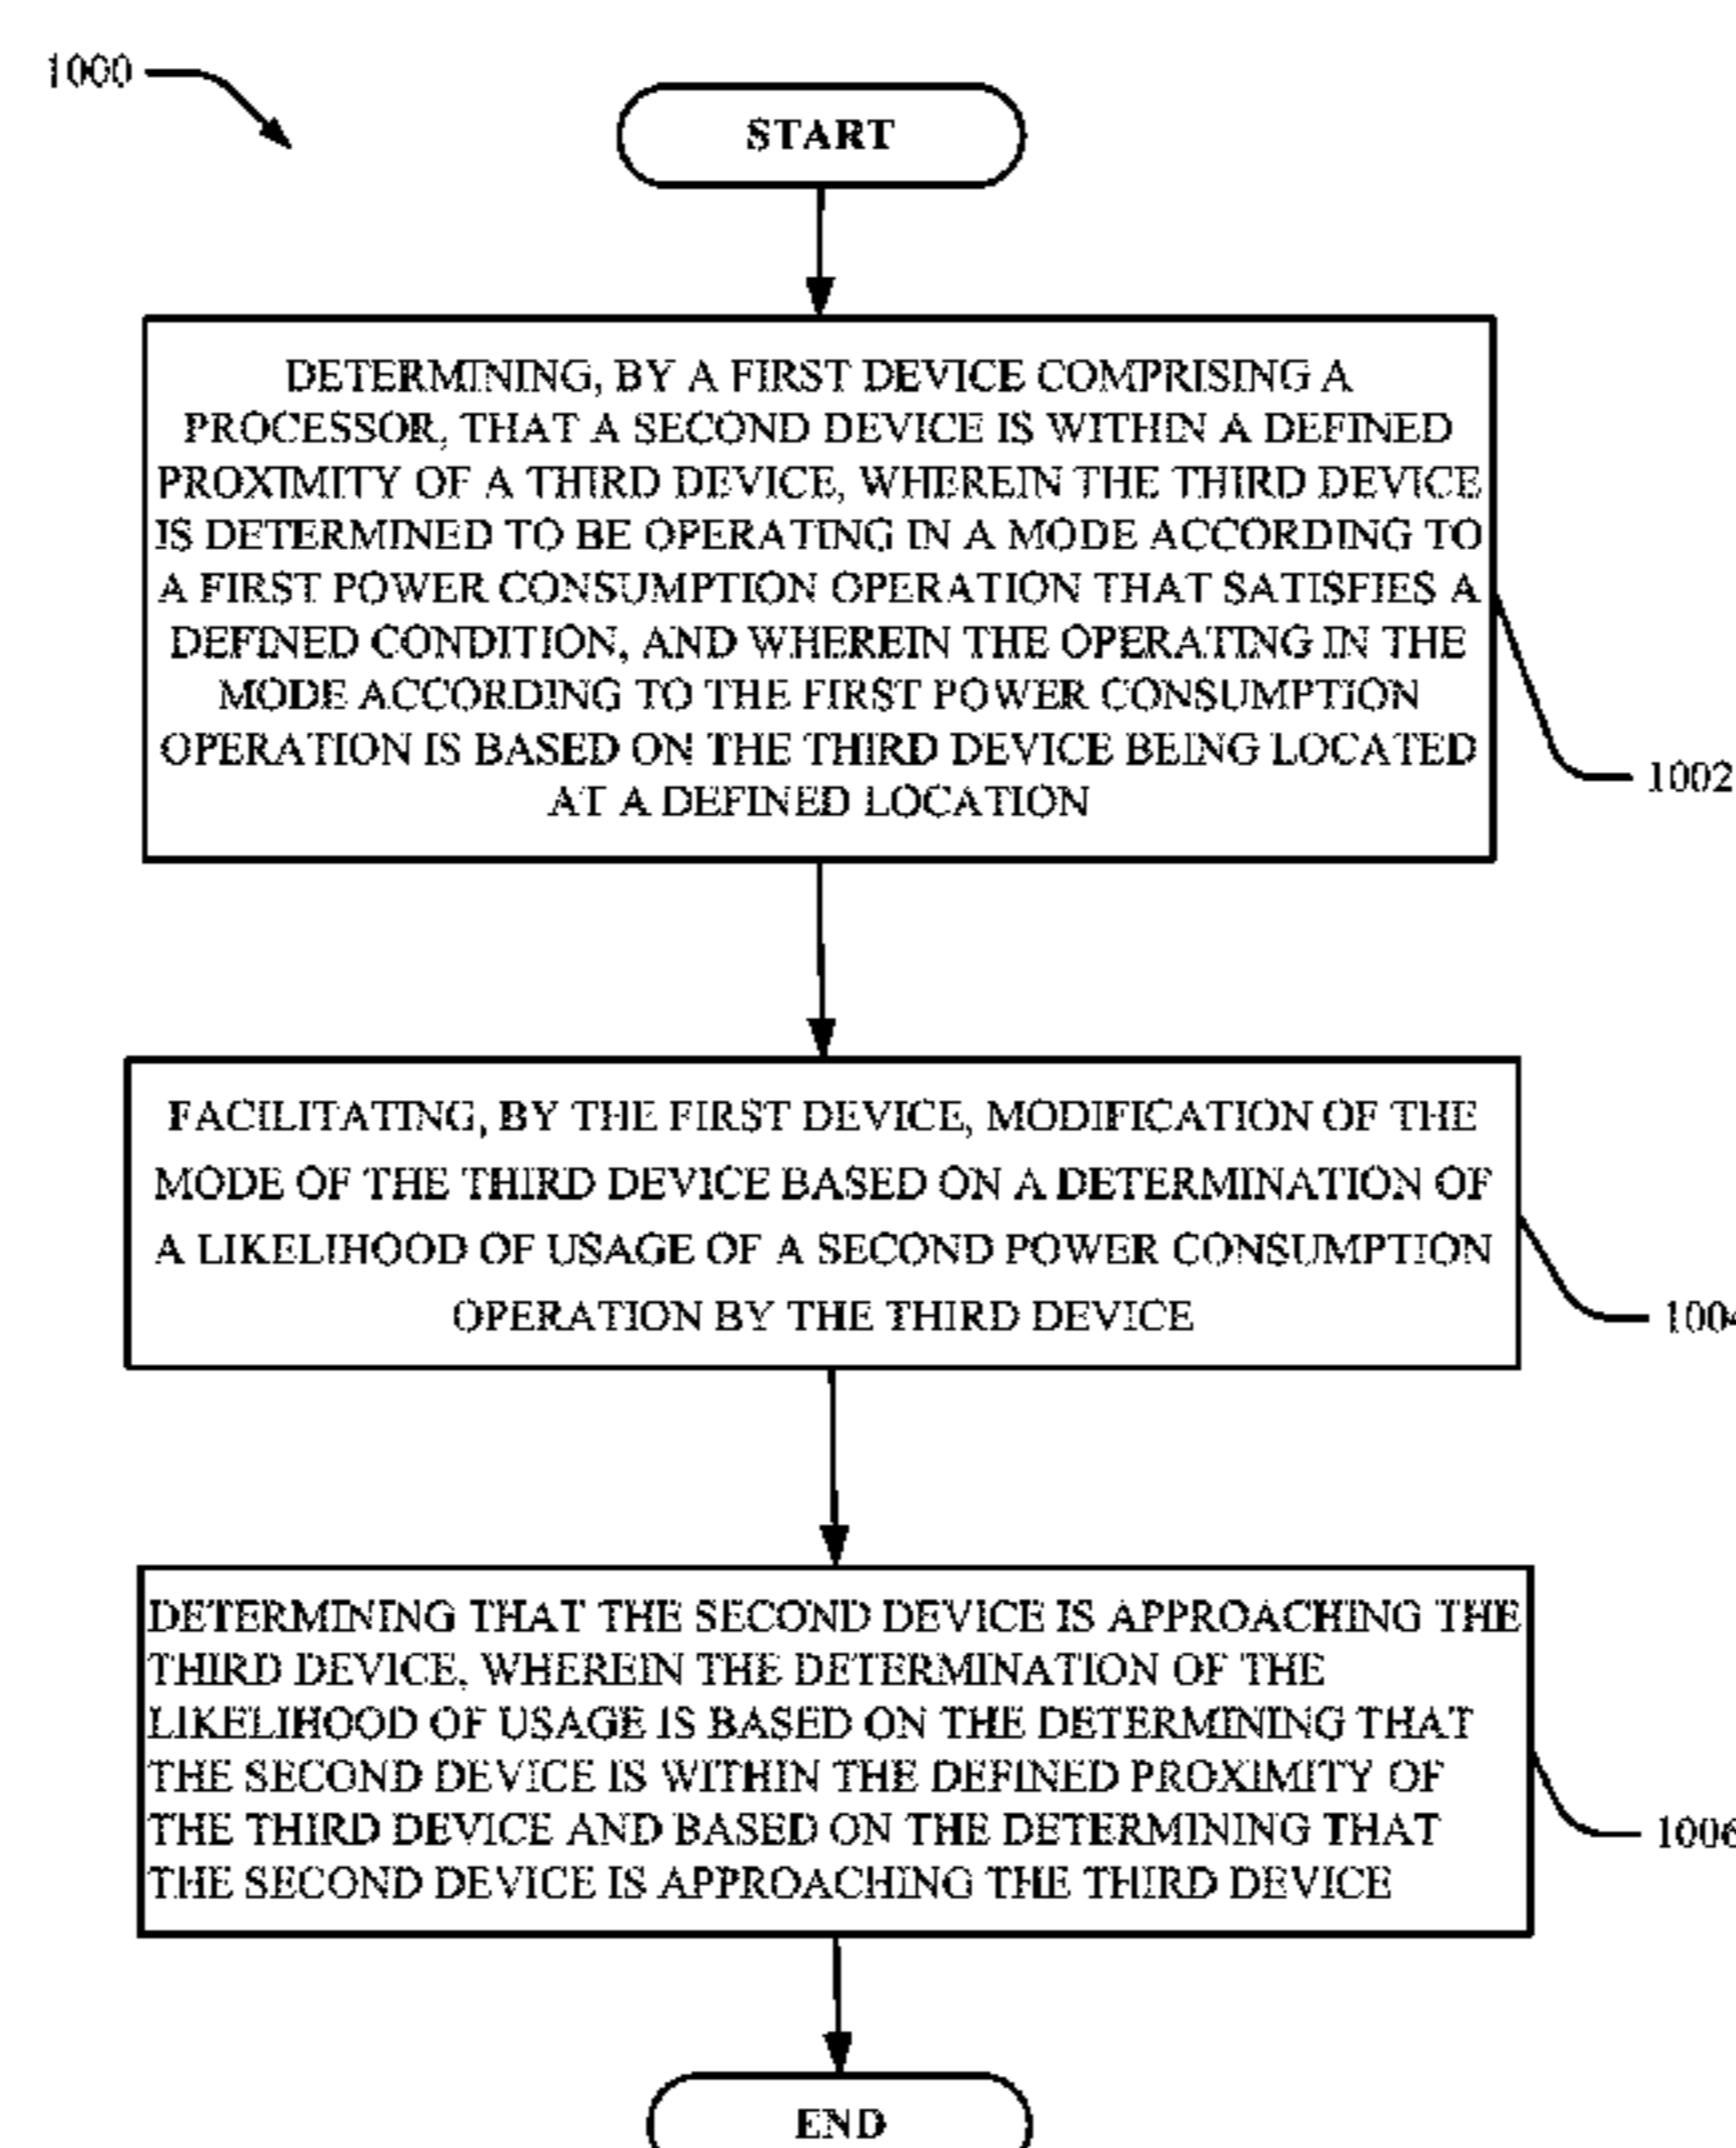 1000
START
DETERMINING, BY A FIRST DEVICE COMPRISING A
PROCESSOR, THAT A SECOND DEVICE IS WITHIN A DEFINED
PROXIMITY OF A THIRD DEVICE, WHEREIN THE THIRD DEVICE
IS DETERMINED TO BE OPERATING IN A MODE ACCORDING TO
A FIRST POWER CONSUMPTION OPERATION THAT SATISFIES A
DEFINED CONDITION, AND WHEREIN THE OPERATING IN THE
MODE ACCORDING TO THE FIRST POWER CONSUMPTION
OPERATION IS BASED ON THE THIRD DEVICE BEING LOCATED
AT A DEFINED LOCATION
1002
FACILITATING, BY THE FIRST DEVICE, MODIFICATION OF THE
MODE OF THE THIRD DEVICE BASED ON A DETERMINATION OF
A LIKELIHOOD OF USAGE OF A SECOND POWER CONSUMPTION
OPERATION BY THE THIRD DEVICE
1004
DETERMINING THAT THE SECOND DEVICE IS APPROACHING THE
THIRD DEVICE, WHEREIN THE DETERMINATION OF THE
LIKELIHOOD OF USAGE IS BASED ON THE DETERMINING THAT
THE SECOND DEVICE IS WITHIN THE DEFINED PROXIMITY OF
THE THIRD DEVICE AND BASED ON THE DETERMINING THAT
THE SECOND DEVICE IS APPROACHING THE THIRD DEVICE
1006
END